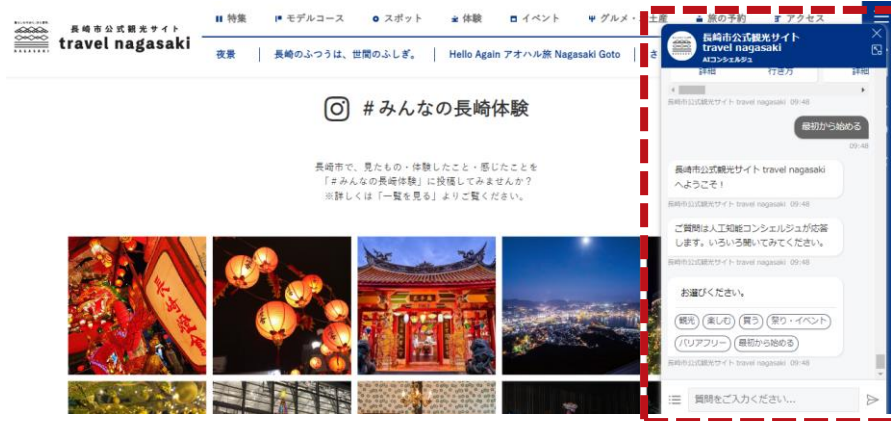 長崎市公式観光サイト
travel nagasaki
特集
モデルコース
スポット
体験
イベント
グルメ・お土産
旅の予約
アクセス
夜景
長崎のふつうは、世間のふしぎ。
Hello Again アオハル旅 Nagasaki Goto
さ
#みんなの長崎体験
長崎市で、見たもの・体験したこと・感じたことを
「#みんなの長崎体験」に投稿してみませんか?
※詳しくは「一覧を見る」よりご覧ください。
長崎燈會
長崎市公式観光サイト
travel nagasaki
AIコンシェルジュ
詳細
行き方
詳細
長崎市公式観光サイト travel nagasaki 09:48
最初から始める
09:48
長崎市公式観光サイト travel nagasaki
へようこそ!
長崎市公式観光サイト travel nagasaki 09:48
ご質問は人工知能コンシェルジュが応答
します。いろいろ聞いてみてください。
長崎市公式観光サイト travel nagasaki 09:48
お選びください。
観光 楽しむ 買う 祭り・イベント
バリアフリー 最初から始める
長崎市公式観光サイト travel nagasaki 09:48
質問をご入力ください...